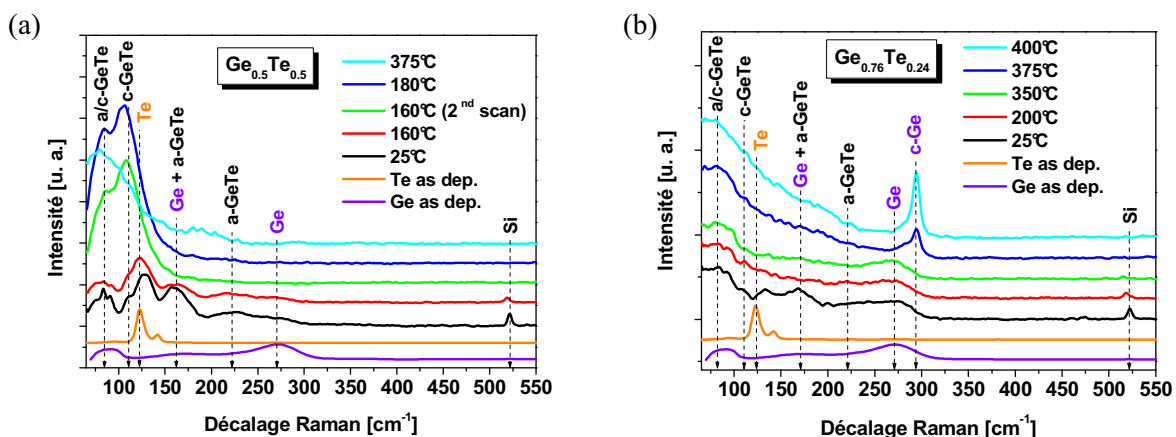 (a)
Ge0.5Te0.5
375°C
180°C
160°C (2 nd scan)
160°C
25°C
Te as dep.
Ge as dep.
a/c-GeTe
c-GeTe
Te
Ge + a-GeTe
a-GeTe
Ge
Si
Intensité [u. a.]
100 150 200 250 300 350 400 450 500 550
Décalage Raman [cm-1]
(b)
Ge0.76Te0.24
400°C
375°C
350°C
200°C
25°C
Te as dep.
Ge as dep.
a/c-GeTe
c-GeTe
Te
Ge + a-GeTe
a-GeTe
Ge
c-Ge
Si
Intensité [u. a.]
100 150 200 250 300 350 400 450 500 550
Décalage Raman [cm-1]